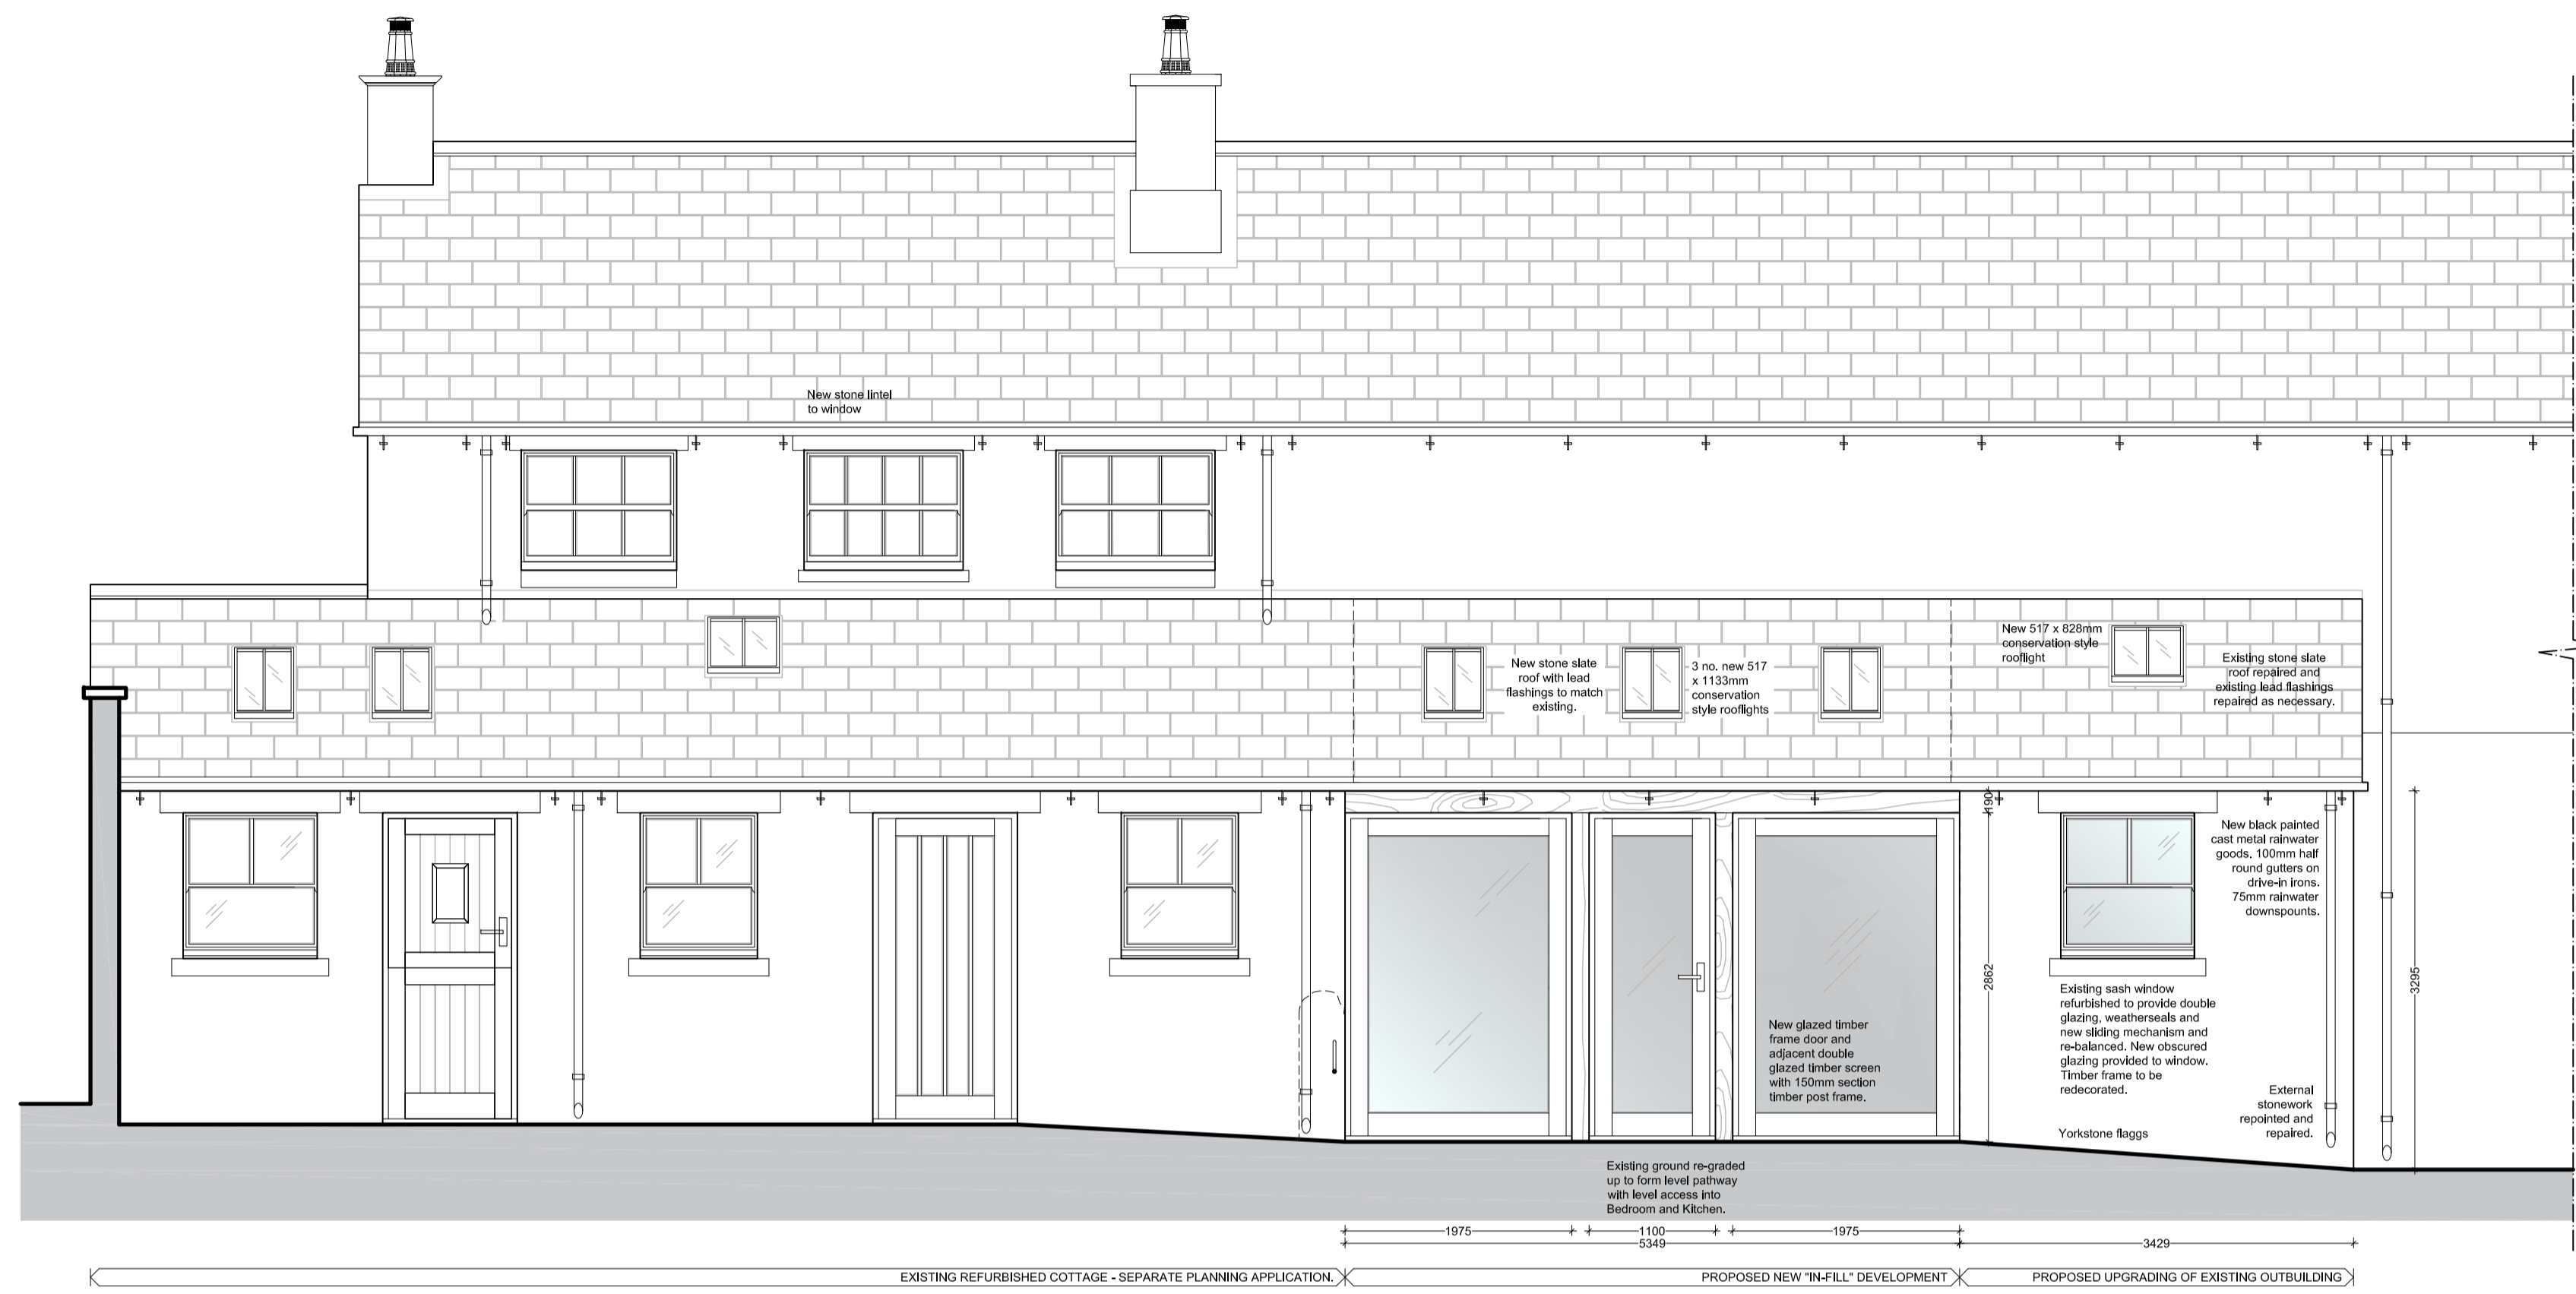 New stone lintel
to window
New stone slate
roof with lead
flashings to match
existing.
3 no. new 517
x 1133mm
conservation
style rooflights
New 517 x 828mm
conservation style
rooflight
Existing stone slate
roof repaired and
existing lead flashings
repaired as necessary.
190
2862
3295
New black painted
cast metal rainwater
goods. 100mm half
round gutters on
drive-in irons.
75mm rainwater
downspounts.
New glazed timber
frame door and
adjacent double
glazed timber screen
with 150mm section
timber post frame.
Existing sash window
refurbished to provide double
glazing, weatherseals and
new sliding mechanism and
re-balanced. New obscured
glazing provided to window.
Timber frame to be
redecorated.
External
stonework
repointed and
repaired.
Yorkstone flaggs
Existing ground re-graded
up to form level pathway
with level access into
Bedroom and Kitchen.
1975 1100 1975
5349 3429
EXISTING REFURBISHED COTTAGE - SEPARATE PLANNING APPLICATION. PROPOSED NEW "IN-FILL" DEVELOPMENT PROPOSED UPGRADING OF EXISTING OUTBUILDING